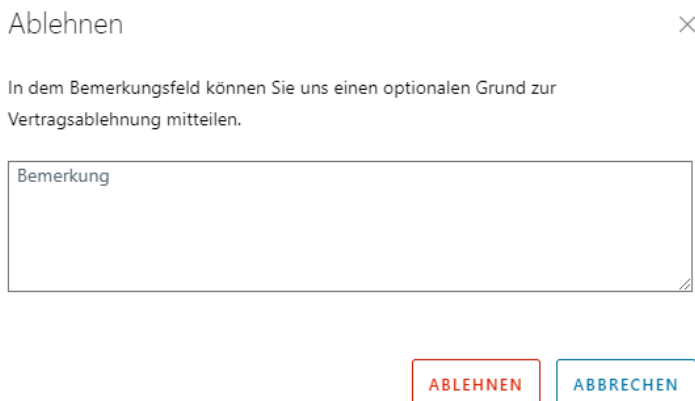 Ablehnen
In dem Bemerkungsfeld können Sie uns einen optionalen Grund zur
Vertragsablehnung mitteilen.
Bemerkung
ABLEHNEN
ABBRECHEN